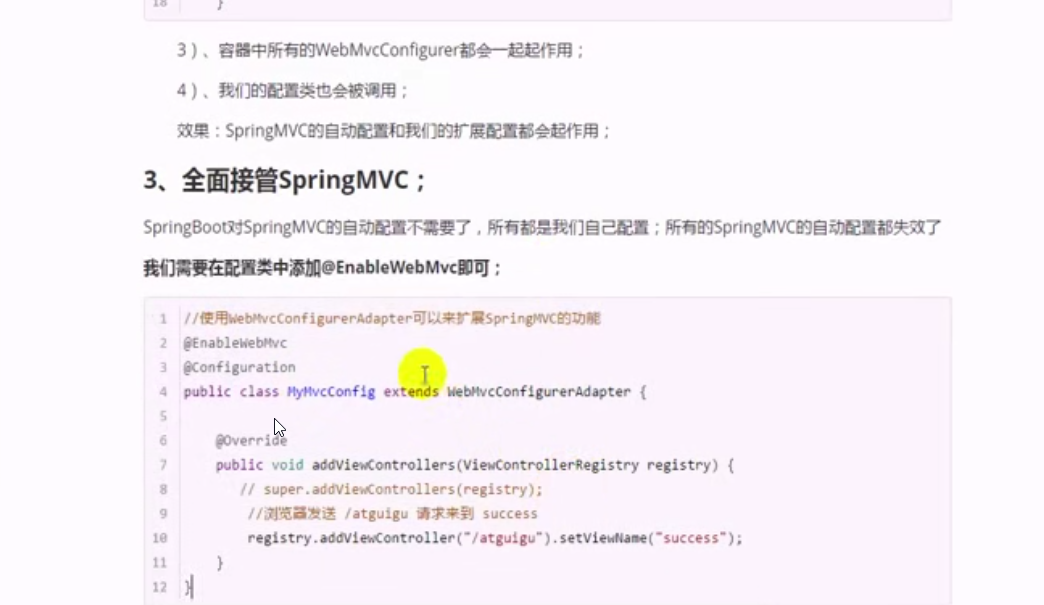 18 }
3）、容器中所有的WebMvcConfigurer都会一起起作用；
4）、我们的配置类也会被调用；
效果：SpringMVC的自动配置和我们的扩展配置都会起作用；
3、全面接管SpringMVC；
SpringBoot对SpringMVC的自动配置不需要了，所有都是我们自己配置；所有的SpringMVC的自动配置都失效了
我们需要在配置类中添加@EnableWebMvc即可；
1 //使用WebMvcConfigurerAdapter可以来扩展SpringMVC的功能
2 @EnableWebMvc
3 @Configuration
4 public class MyMvcConfig extends WebMvcConfigurerAdapter {
5
6 @Override
7 public void addViewControllers(ViewControllerRegistry registry) {
8 // super.addViewControllers(registry);
9 //浏览器发送 /atguigu 请求来到 success
10 registry.addViewController("/atguigu").setViewName("success");
11 }
12 }